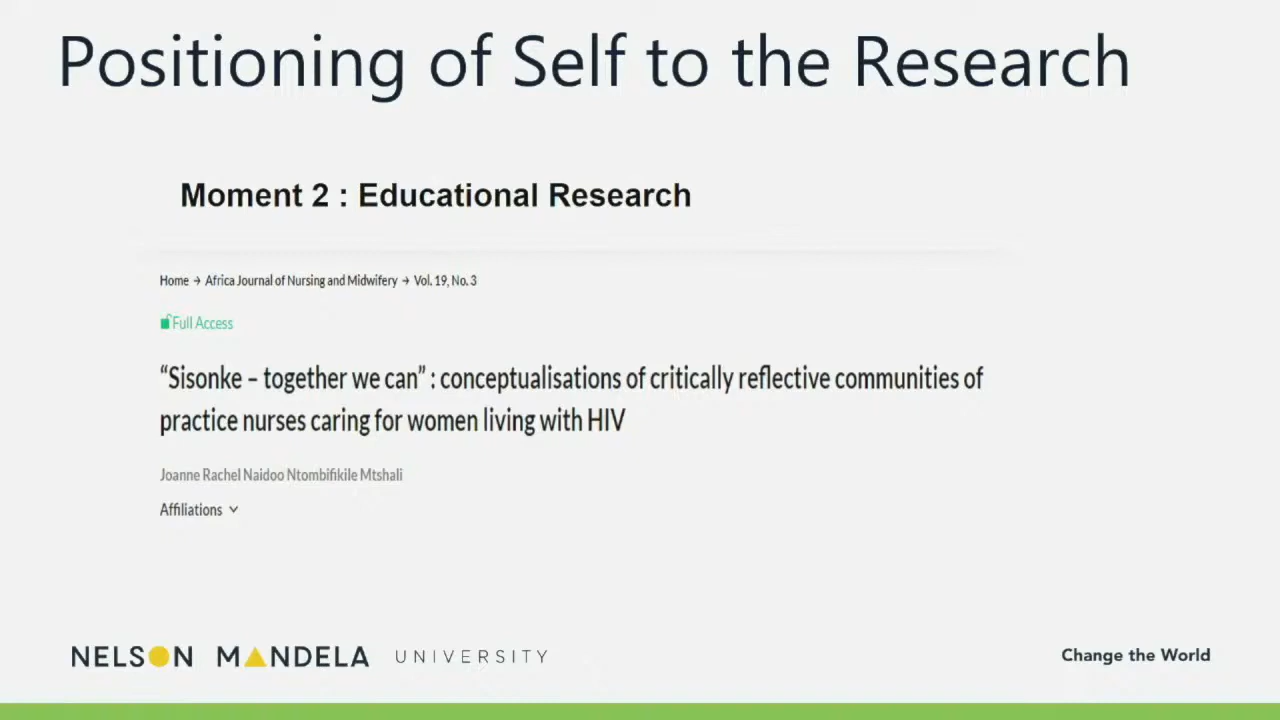 Positioning of Self to the Research
Moment 2 : Educational Research
Home → Africa Journal of Nursing and Midwifery → Vol. 19, No. 3
Full Access
“Sisonke – together we can” : conceptualisations of critically reflective communities of
practice nurses caring for women living with HIV
Joanne Rachel Naidoo Ntombifikile Mtshali
Affiliations
NELSON MANDELA UNIVERSITY
Change the World